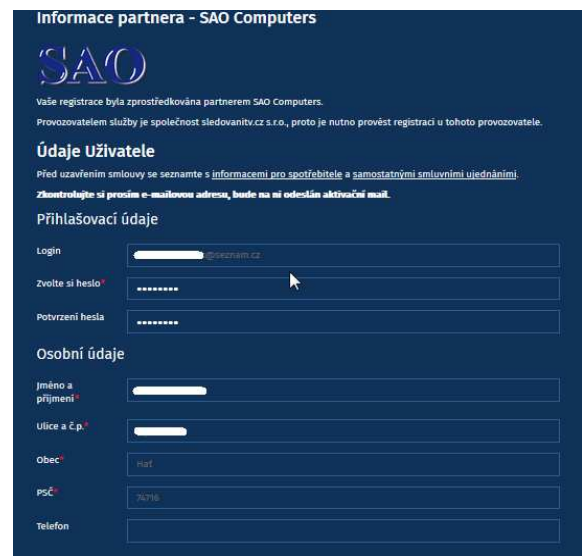 Informace partnera - SAO Computers
SAO
Vaše registrace byla zprostředkována partnerem SAO Computers.
Provozovatelem služby je společnost sledovanitv.cz s.r.o., proto je nutno provést registraci u tohoto provozovatele.
Údaje Uživatele
Před uzavřením smlouvy se seznamte s informacemi pro spotřebitele a samostatnými smluvními ujednáními.
Zkontrolujte si prosím e-mailovou adresu, bude na ni odeslán aktivační mail.
Přihlašovací údaje
Login @seznam.cz
Zvolte si heslo* ••••••••
Potvrzení hesla ••••••••
Osobní údaje
Jméno a
příjmení*
Ulice a č.p.*
Obec* Hať
PSČ* 74716
Telefon